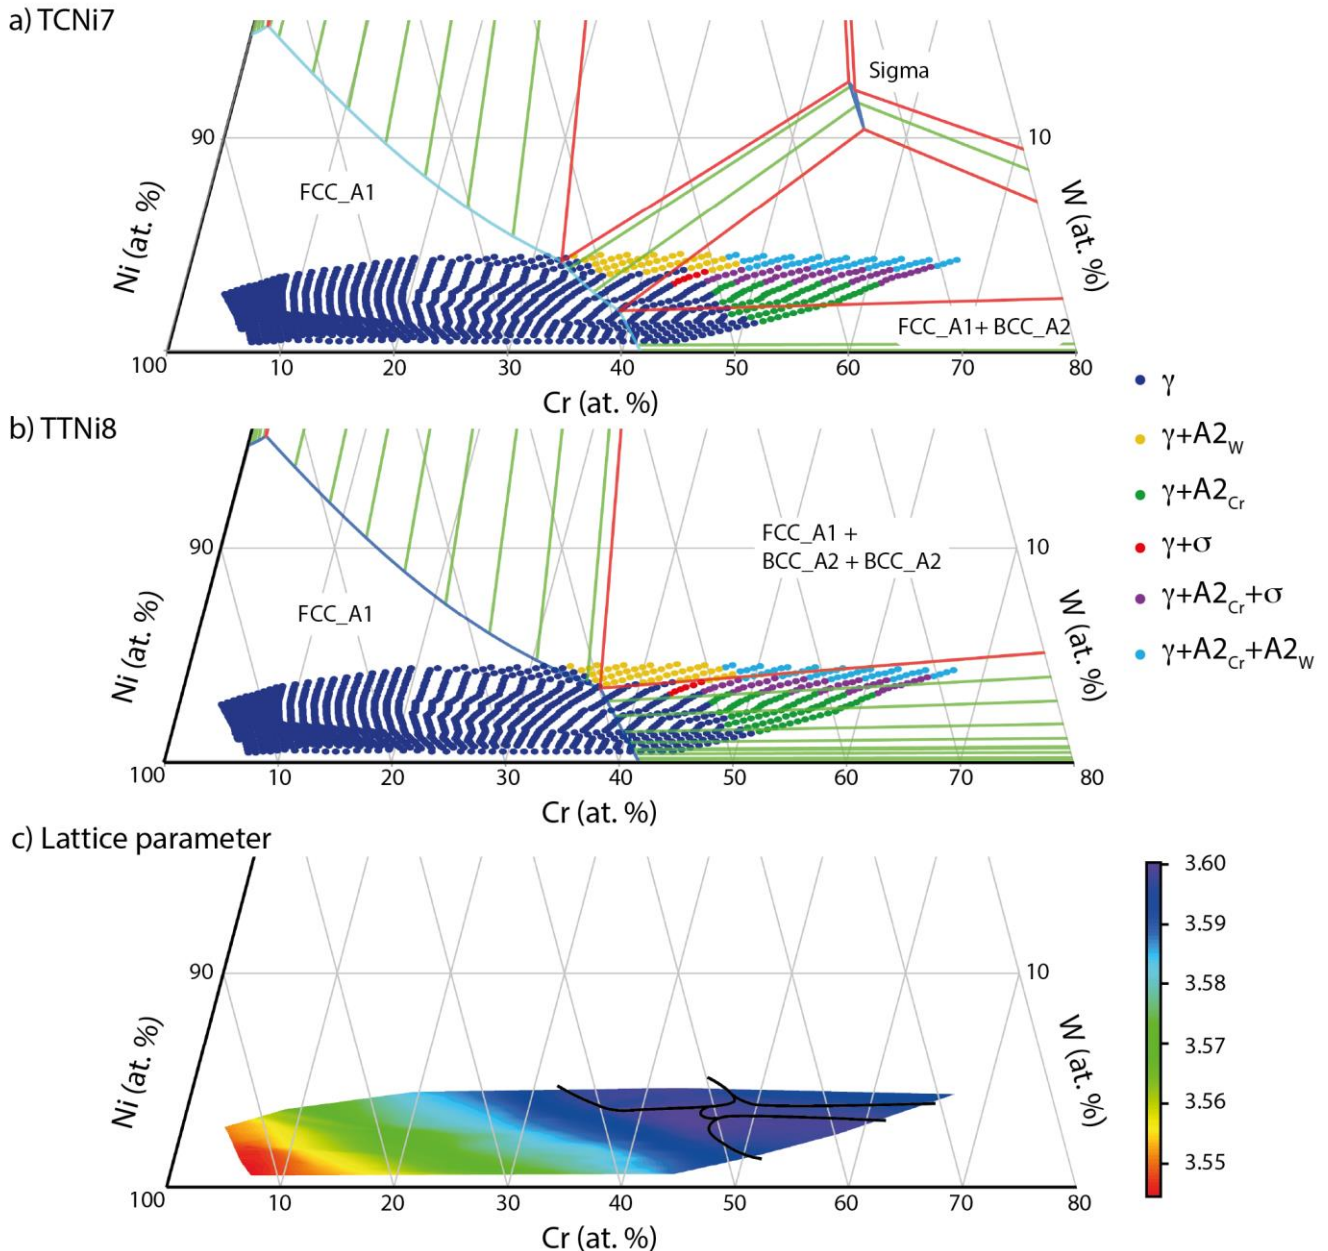 a) TCNi7
Sigma
90
10
FCC_A1
Ni (at. %)
W (at. %)
FCC_A1+ BCC_A2
100
10
20
30
40
50
60
70
80
Cr (at. %)
b) TTNi8
γ
γ+A2W
γ+A2Cr
γ+σ
γ+A2Cr+σ
γ+A2Cr+A2W
FCC_A1 +
BCC_A2 + BCC_A2
90
10
FCC_A1
Ni (at. %)
W (at. %)
100
10
20
30
40
50
60
70
80
Cr (at. %)
c) Lattice parameter
3.60
3.59
3.58
3.57
3.56
3.55
90
10
Ni (at. %)
W (at. %)
100
10
20
30
40
50
60
70
80
Cr (at. %)